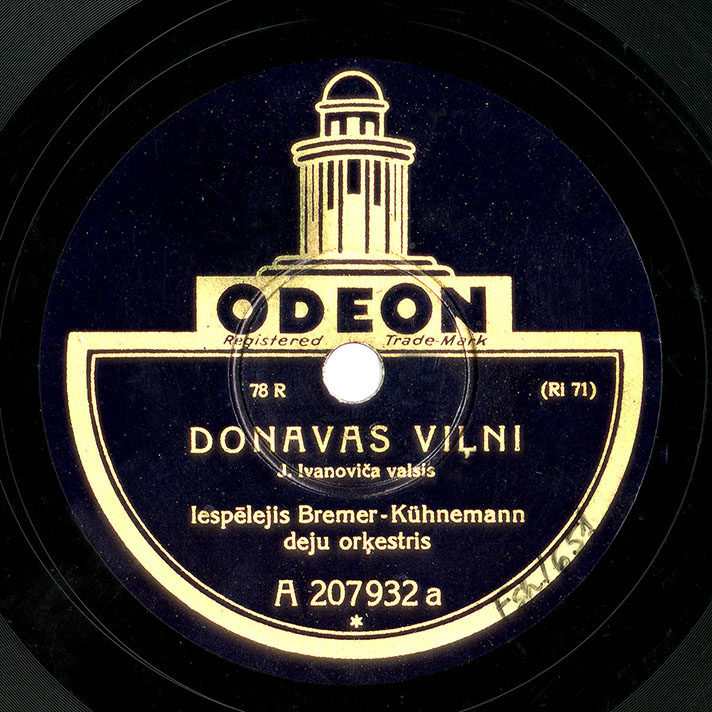 ODEON
Registered Trade-Mark
78 R (Ri 71)
DONAVAS VIĻNI
J. Ivanoviča valsis
Iespēlejis Bremer-Kühnemann
deju orķestris
A 207932 a
*